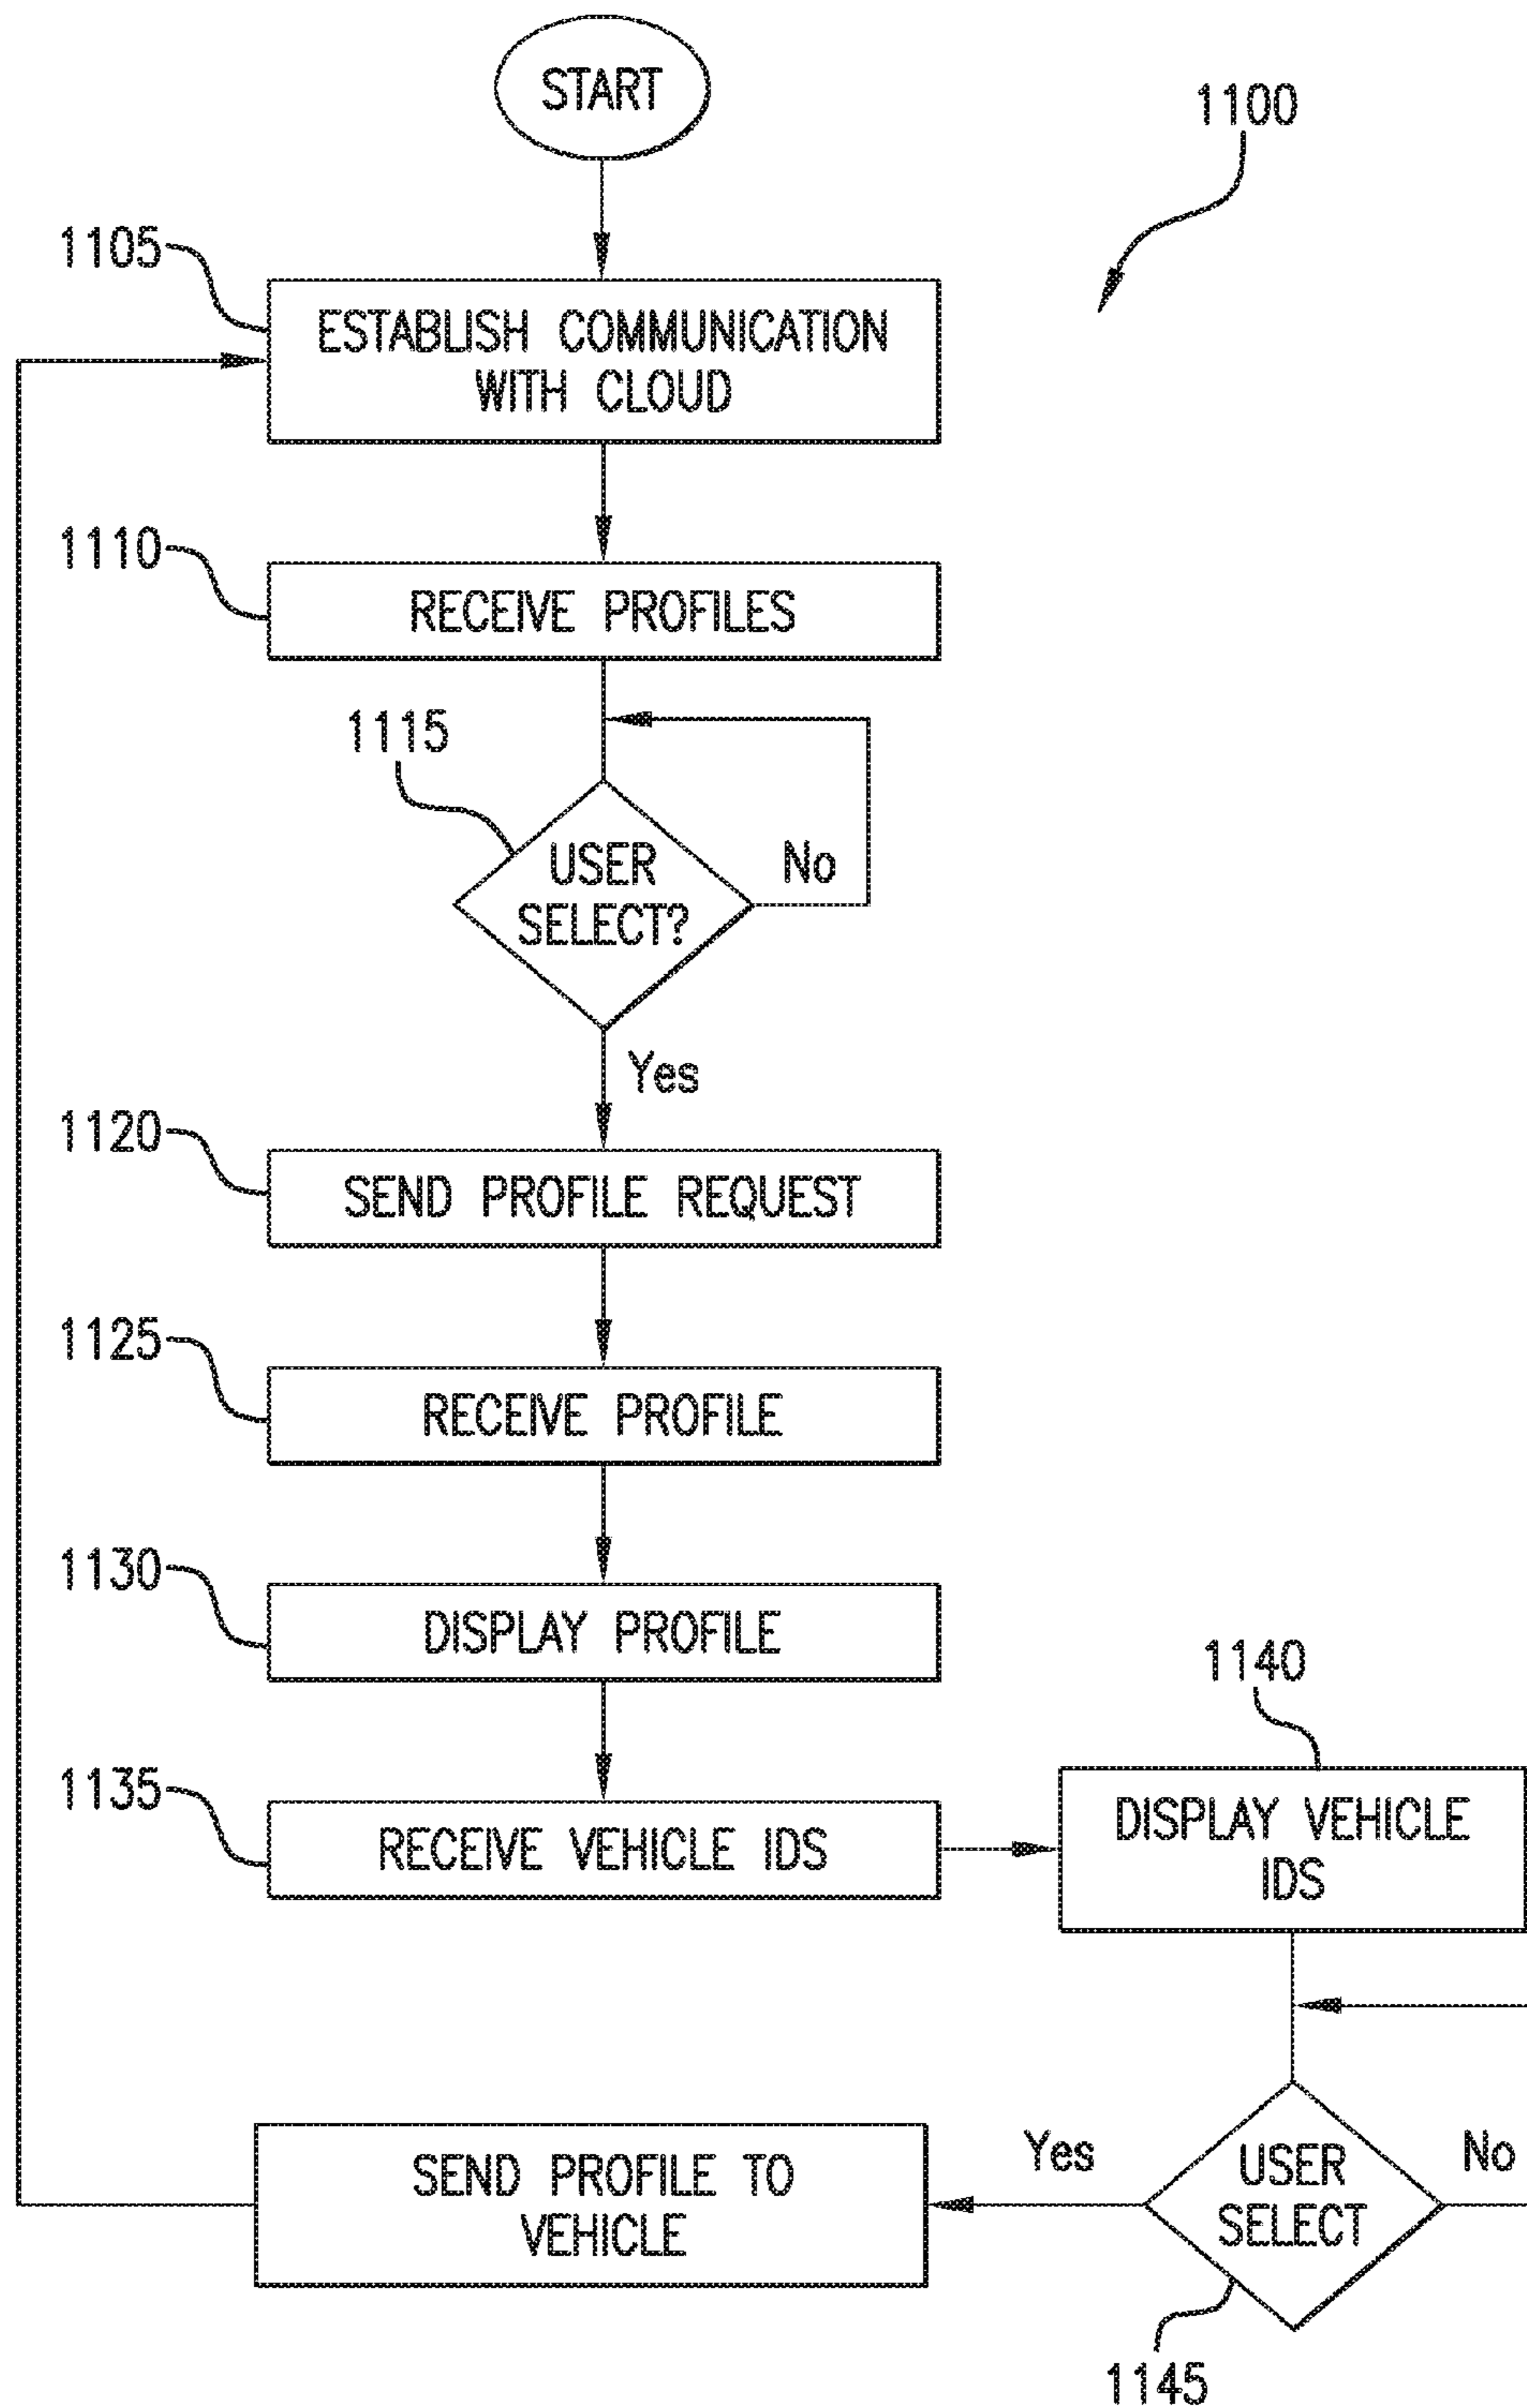 START
1100
1105
ESTABLISH COMMUNICATION
WITH CLOUD
1110
RECEIVE PROFILES
1115
USER
SELECT?
No
Yes
1120
SEND PROFILE REQUEST
1125
RECEIVE PROFILE
1130
DISPLAY PROFILE
1135
RECEIVE VEHICLE IDS
1140
DISPLAY VEHICLE
IDS
SEND PROFILE TO
VEHICLE
Yes
USER
SELECT
No
1145